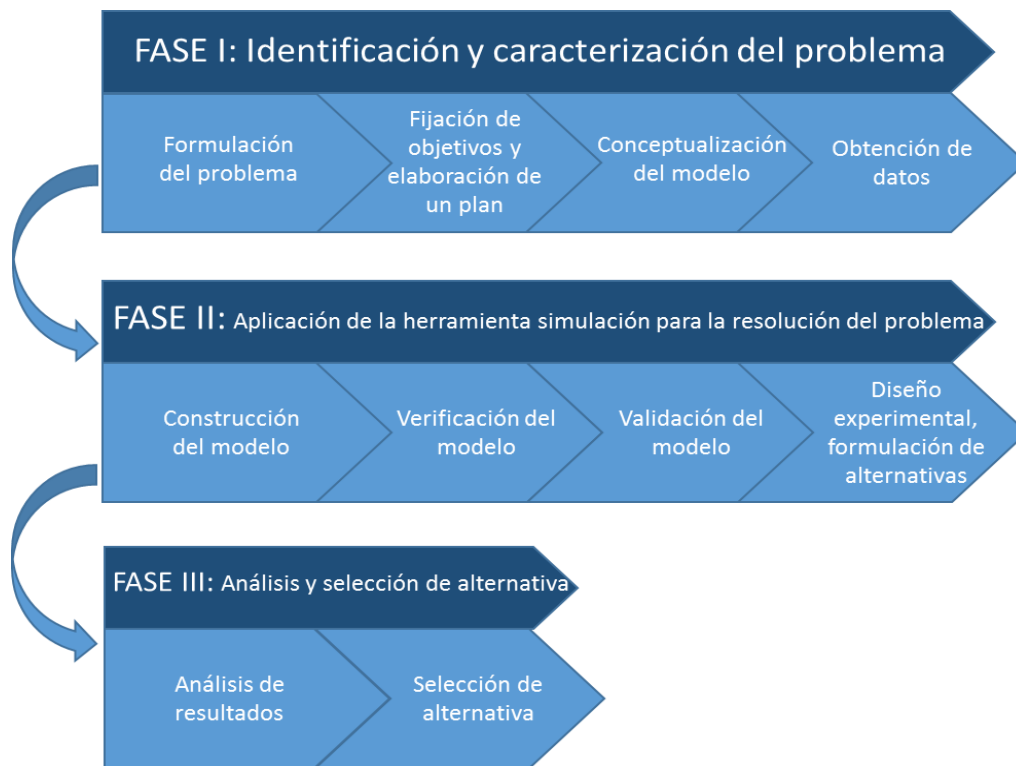 FASE I: Identificación y caracterización del problema
Formulación
del problema
Fijación de
objetivos y
elaboración de
un plan
Conceptualización
del modelo
Obtención de
datos
FASE II: Aplicación de la herramienta simulación para la resolución del problema
Construcción
del modelo
Verificación del
modelo
Validación del
modelo
Diseño
experimental,
formulación de
alternativas
FASE III: Análisis y selección de alternativa
Análisis de
resultados
Selección de
alternativa